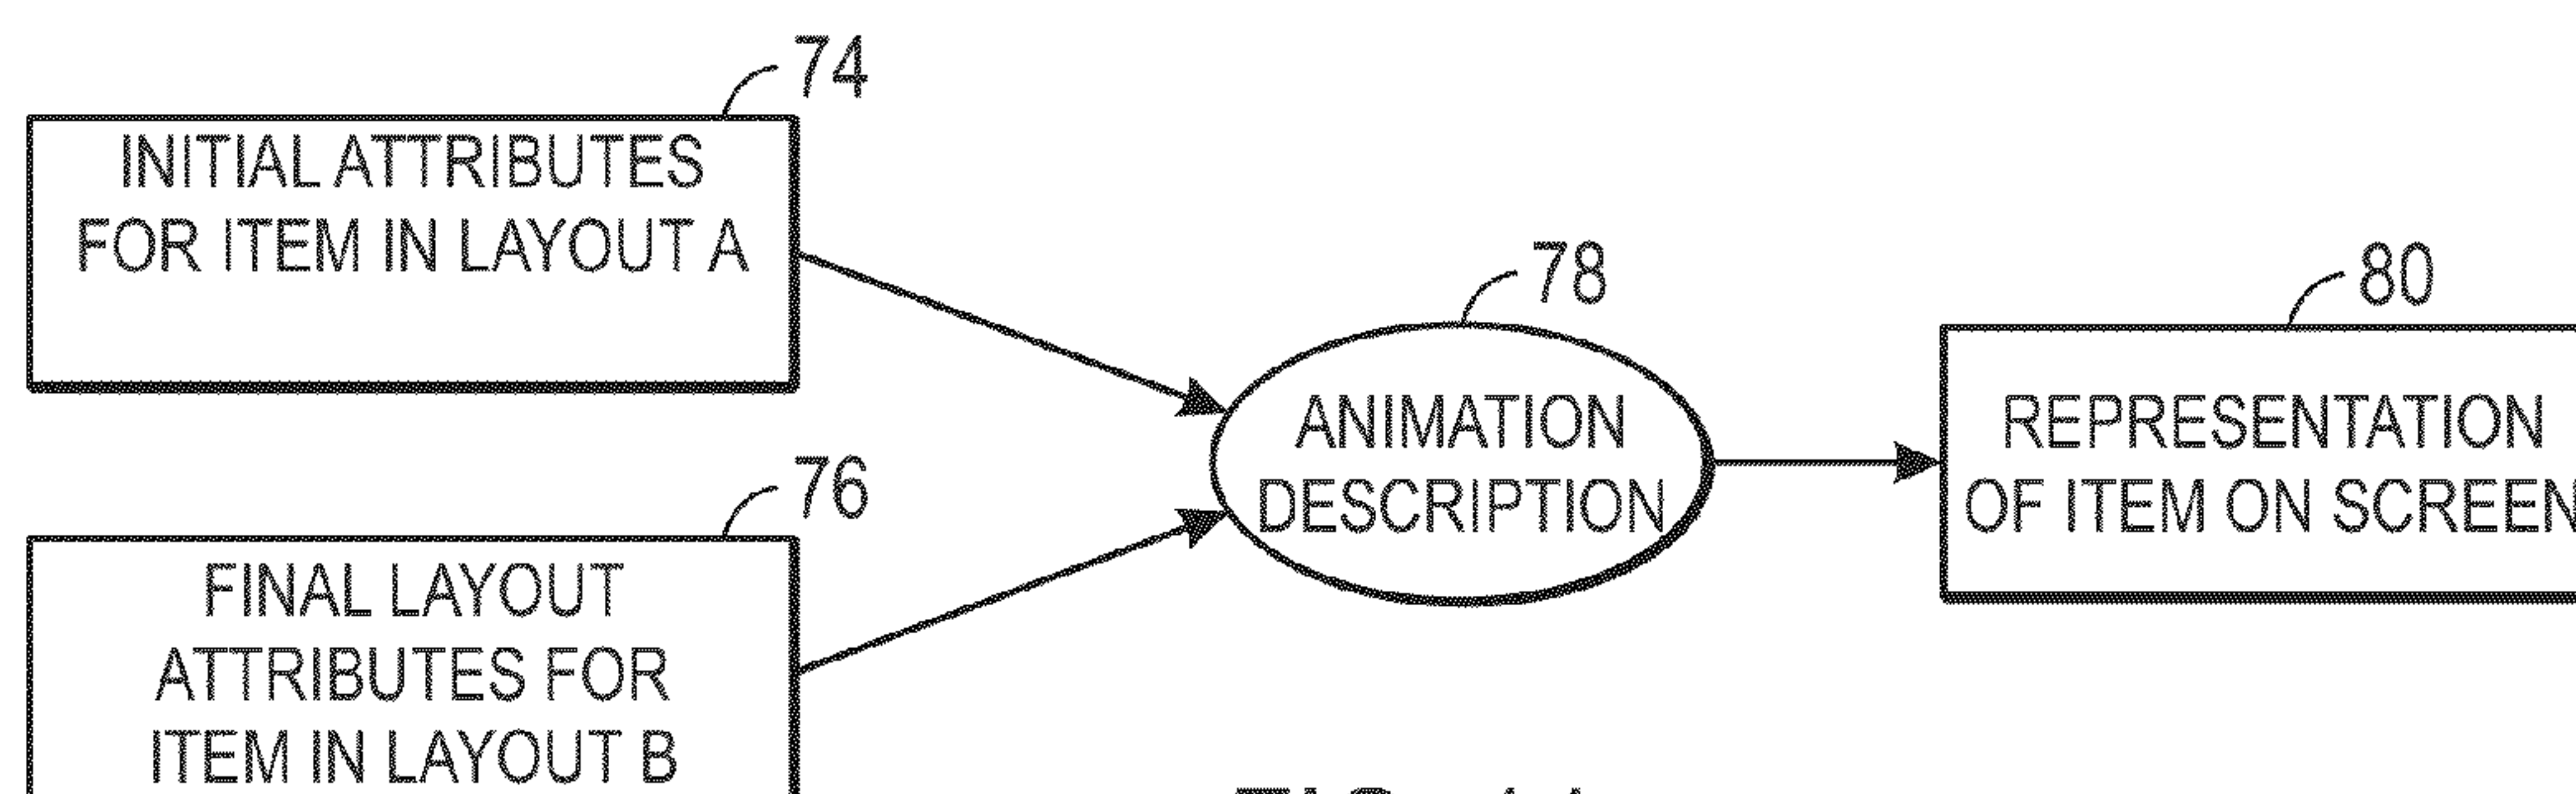 74
INITIAL ATTRIBUTES
FOR ITEM IN LAYOUT A
76
FINAL LAYOUT
ATTRIBUTES FOR
ITEM IN LAYOUT B
78
ANIMATION
DESCRIPTION
80
REPRESENTATION
OF ITEM ON SCREEN